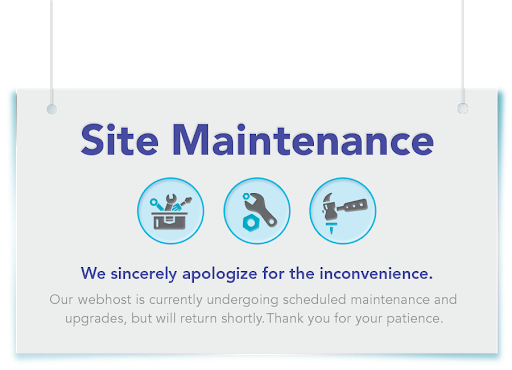 Site Maintenance
We sincerely apologize for the inconvenience.
Our webhost is currently undergoing scheduled maintenance and
upgrades, but will return shortly. Thank you for your patience.